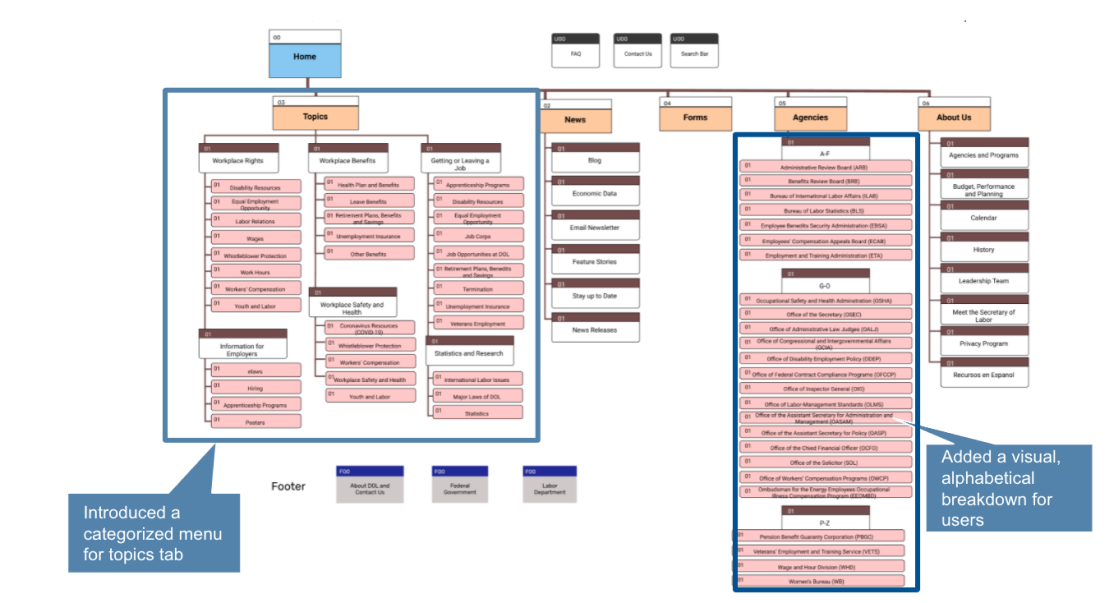 00
Home
U00
FAQ
U00
Contact Us
U00
Search Bar
03
Topics
02
News
04
Forms
05
Agencies
06
About Us
01
Workplace Rights
01
Disability Resources
01
Equal Employment
Opportunity
01
Labor Relations
01
Wages
01
Whistleblower Protection
01
Work Hours
01
Workers' Compensation
01
Youth and Labor
01
Information for
Employers
01
elaws
01
Hiring
01
Apprenticeship Programs
01
Posters
01
Workplace Benefits
01
Health Plan and Benefits
01
Leave Benefits
01
Retirement Plans, Benefits
and Savings
01
Unemployment Insurance
01
Other Benefits
01
Workplace Safety and
Health
01
Coronavirus Resources
(COVID-19)
01
Whistleblower Protection
01
Workers' Compensation
01
Workplace Safety and Health
01
Youth and Labor
01
Getting or Leaving a
Job
01
Apprenticeship Programs
01
Disability Resources
01
Equal Employment
Opportunity
01
Job Corps
01
Job Opportunities at DOL
01
Retirement Plans, Benefits
and Savings
01
Termination
01
Unemployment Insurance
01
Veterans Employment
01
Statistics and Research
01
International Labor Issues
01
Major Laws of DOL
01
Statistics
01
Blog
01
Economic Data
01
Email Newsletter
01
Feature Stories
01
Stay up to Date
01
News Releases
01
A-F
01
Administrative Review Board (ARB)
01
Benefits Review Board (BRB)
01
Bureau of International Labor Affairs (ILAB)
01
Bureau of Labor Statistics (BLS)
01
Employee Benedits Security Administration (EBSA)
01
Employees' Compensation Appeals Board (ECAB)
01
Employment and Training Administration (ETA)
01
G-O
01
Occupational Safety and Health Adminstration (OSHA)
01
Office of the Secretary (OSEC)
01
Office of Administrative Law Judges (OALJ)
01
Office of Congressional and Intergovernmental Affairs
(OCIA)
01
Office of Disability Employment Policy (ODEP)
01
Office of Federal Contract Compliance Programs (OFCCP)
01
Office of Inspector General (OIG)
01
Office of Labor-Management Standards (OLMS)
01
Office of the Assistant Secretary for Administration and
Management (OASAM)
01
Office of the Assistant Secretary for Policy (OASP)
01
Office of the Chied Financial Officer (OCFO)
01
Office of the Solicitor (SOL)
01
Office of Workers' Compensation Programs (OWCP)
01
Ombudsman for the Energy Employees Occupational
Illness Compensation Program (EEOMBD)
01
P-Z
01
Pension Benefit Guaranty Corporation (PBGC)
01
Veterans' Employment and Training Service (VETS)
01
Wage and Hour Division (WHD)
01
Women's Bureau (WB)
01
Agencies and Programs
01
Budget, Performance
and Planning
01
Calendar
01
History
01
Leadership Team
01
Meet the Secretary of
Labor
01
Privacy Program
01
Recursos en Espanol
Footer
F00
About DOL and
Contact Us
F00
Federal
Government
F00
Labor
Department
Introduced a
categorized menu
for topics tab
Added a visual,
alphabetical
breakdown for
users